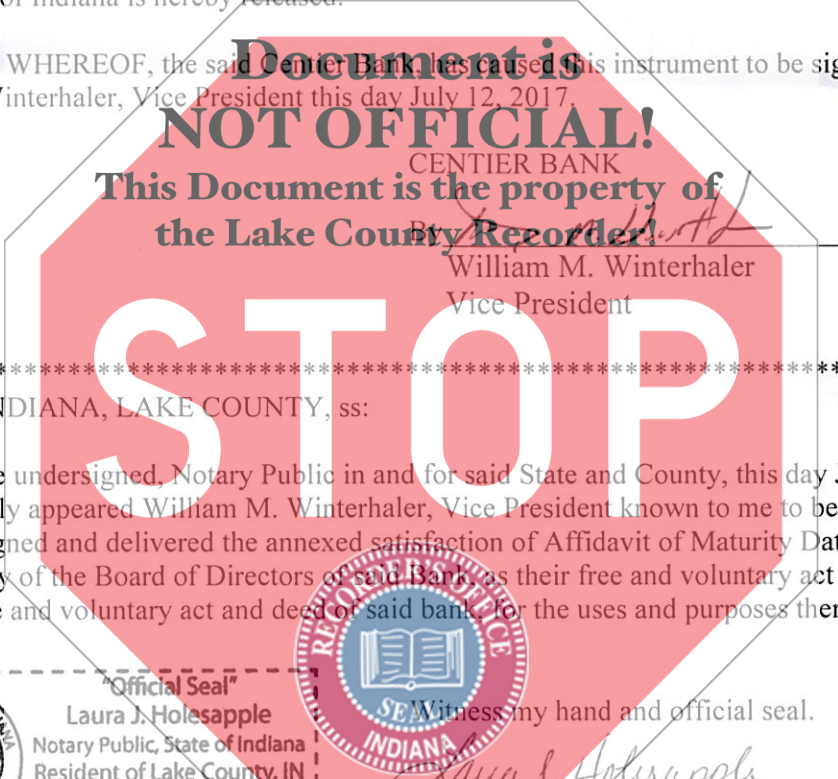 of Indiana is hereby released.
WHEREOF, the said Centier Bank, has caused this instrument to be sig
Winterhaler, Vice President this day July 12, 2017.
Document is
NOT OFFICIAL!
This Document is the property of
the Lake County Recorder!
CENTIER BANK
By
William M. Winterhaler
Vice President
STOP
NDIANA, LAKE COUNTY, ss:
e undersigned, Notary Public in and for said State and County, this day J
ly appeared William M. Winterhaler, Vice President known to me to be
gned and delivered the annexed satisfaction of Affidavit of Maturity Dat
y of the Board of Directors of said Bank, as their free and voluntary act
e and voluntary act and deed of said bank, for the uses and purposes ther
RECORDER'S OFFICE
SEAL
INDIANA
"Official Seal"
Laura J. Holesapple
Notary Public, State of Indiana
Resident of Lake County, IN
Witness my hand and official seal.
Laura J. Holesapple